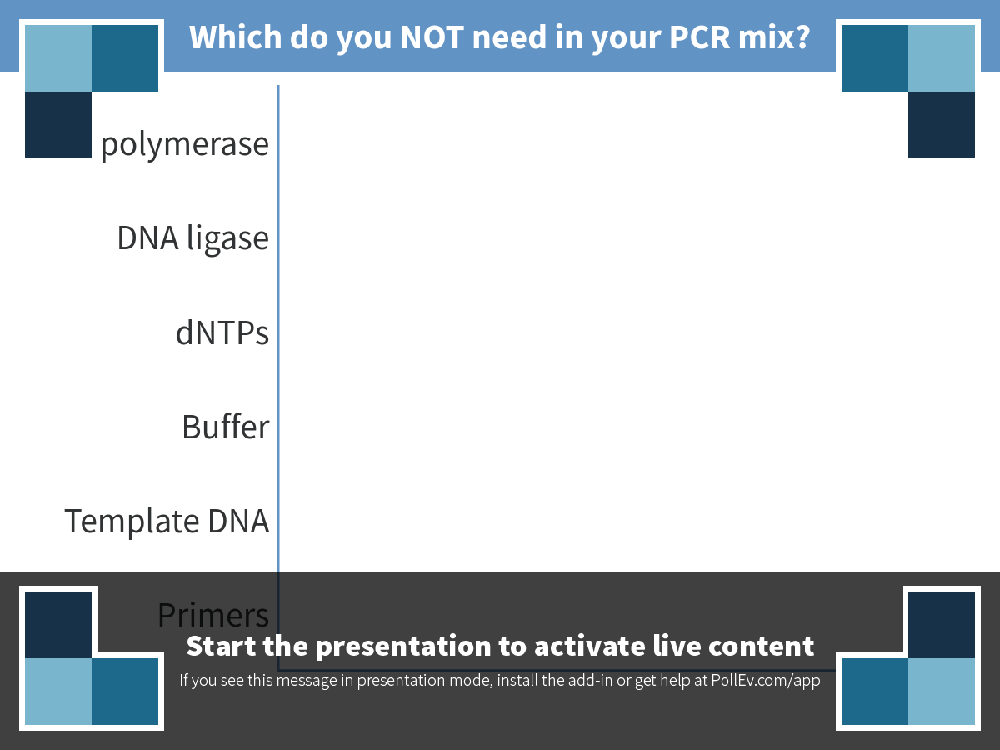 Which do you NOT need in your PCR mix?
polymerase
DNA ligase
dNTPs
Buffer
Template DNA
Primers
Start the presentation to activate live content
If you see this message in presentation mode, install the add-in or get help at PollEv.com/app